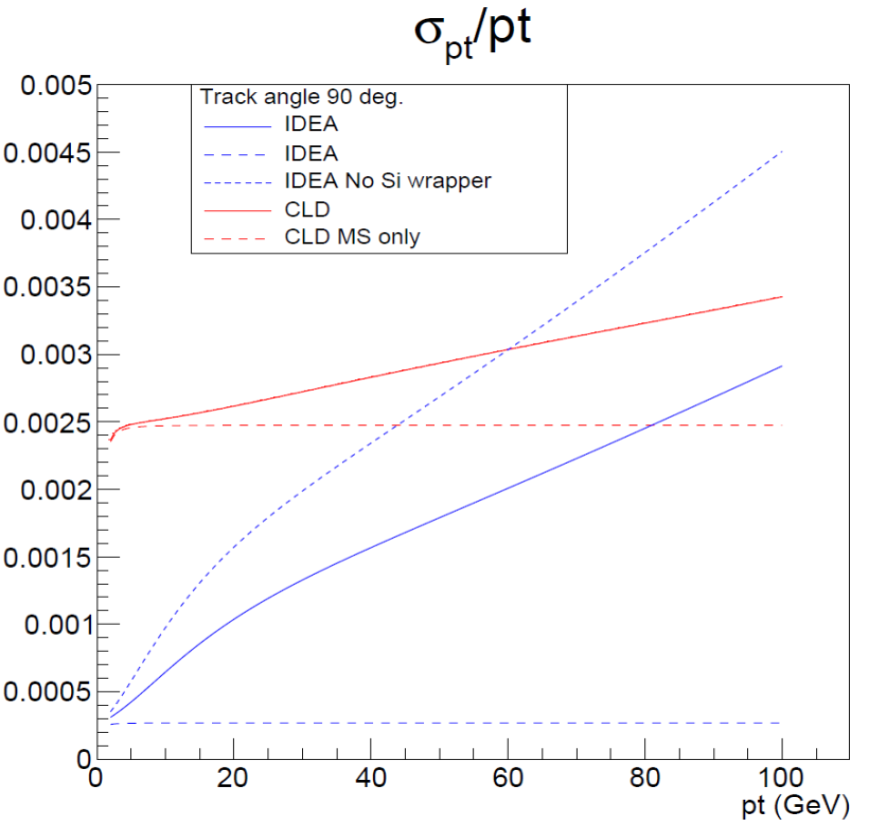 σpt/pt
0.005
Track angle 90 deg.
IDEA
0.0045
IDEA
IDEA No Si wrapper
0.004
CLD
CLD MS only
0.0035
0.003
0.0025
0.002
0.0015
0.001
0.0005
0
0 20 40 60 80 100
pt (GeV)